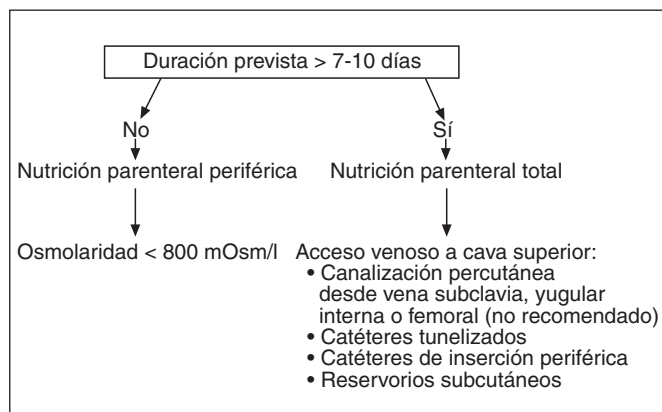 Duración prevista > 7-10 días
No
Sí
Nutrición parenteral periférica
Nutrición parenteral total
Osmolaridad < 800 mOsm/l
Acceso venoso a cava superior:
• Canalización percutánea
desde vena subclavia, yugular
interna o femoral (no recomendado)
• Catéteres tunelizados
• Catéteres de inserción periférica
• Reservorios subcutáneos